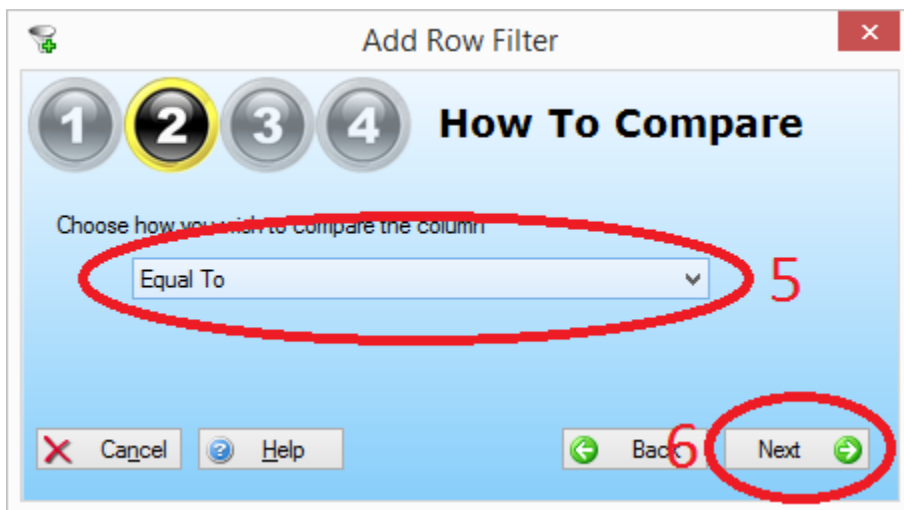 Add Row Filter
1 2 3 4 How To Compare
Choose how you wish to compare the column
Equal To 5
Cancel Help Back 6 Next